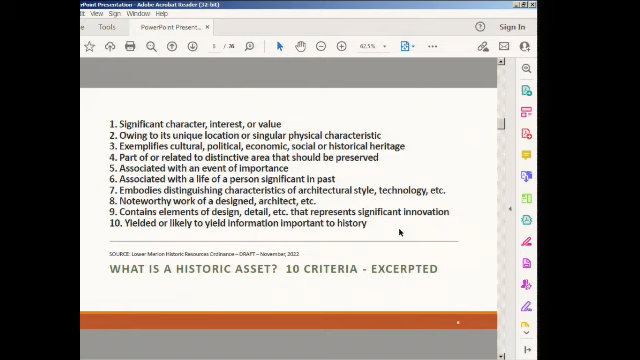 PowerPoint Presentation - Adobe Acrobat Reader (32-bit)
View Sign Window Help
Tools
PowerPoint Present... ×
Sign In
62.5%
1. Significant character, interest, or value
2. Owing to its unique location or singular physical characteristic
3. Exemplifies cultural, political, economic, social or historical heritage
4. Part of or related to distinctive area that should be preserved
5. Associated with an event of importance
6. Associated with a life of a person significant in past
7. Embodies distinguishing characteristics of architectural style, technology, etc.
8. Noteworthy work of a designed, architect, etc.
9. Contains elements of design, detail, etc. that represents significant innovation
10. Yielded or likely to yield information important to history
SOURCE: Lower Merion Historic Resources Ordinance – DRAFT – November, 2022
WHAT IS A HISTORIC ASSET? 10 CRITERIA - EXCERPTED